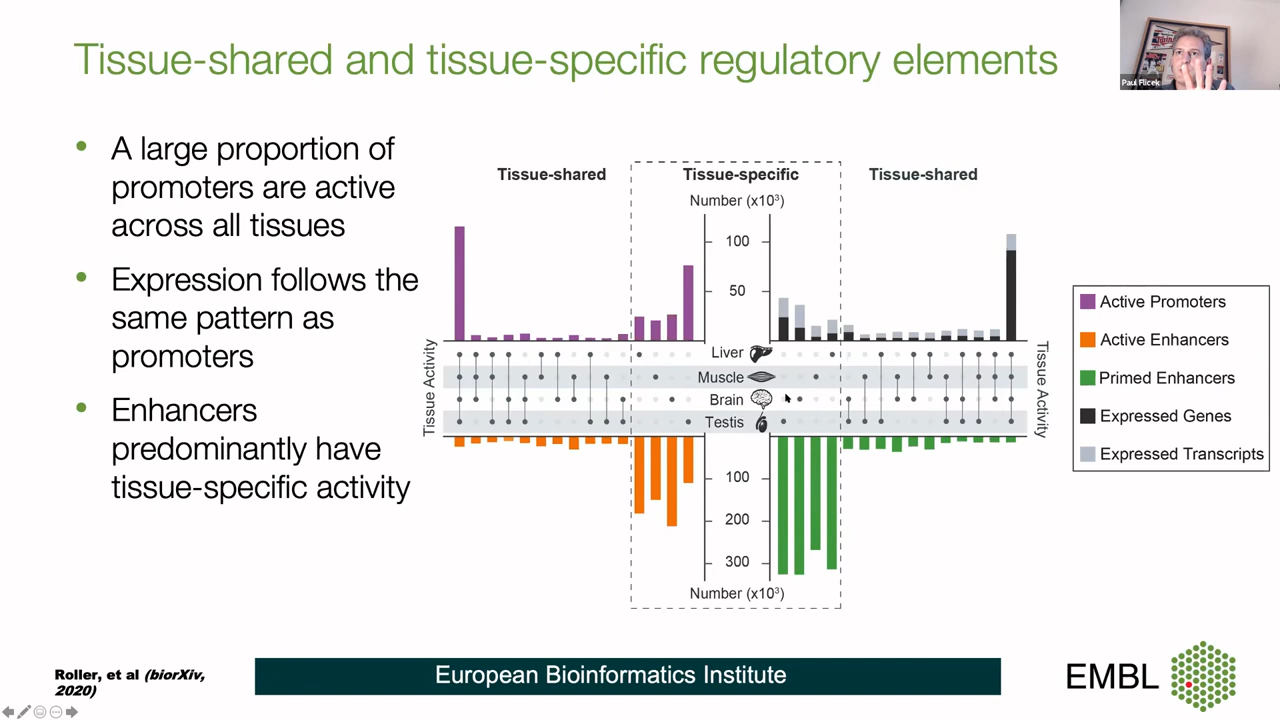 Tissue-shared and tissue-specific regulatory elements
Paul Flicek
• A large proportion of
promoters are active
across all tissues
• Expression follows the
same pattern as
promoters
• Enhancers
predominantly have
tissue-specific activity
Tissue-shared
Tissue-specific
Tissue-shared
Number (x10³)
100
50
Tissue Activity
Liver
Muscle
Brain
Testis
Tissue Activity
100
200
300
Number (x10³)
Active Promoters
Active Enhancers
Primed Enhancers
Expressed Genes
Expressed Transcripts
Roller, et al (biorXiv,
2020)
European Bioinformatics Institute
EMBL